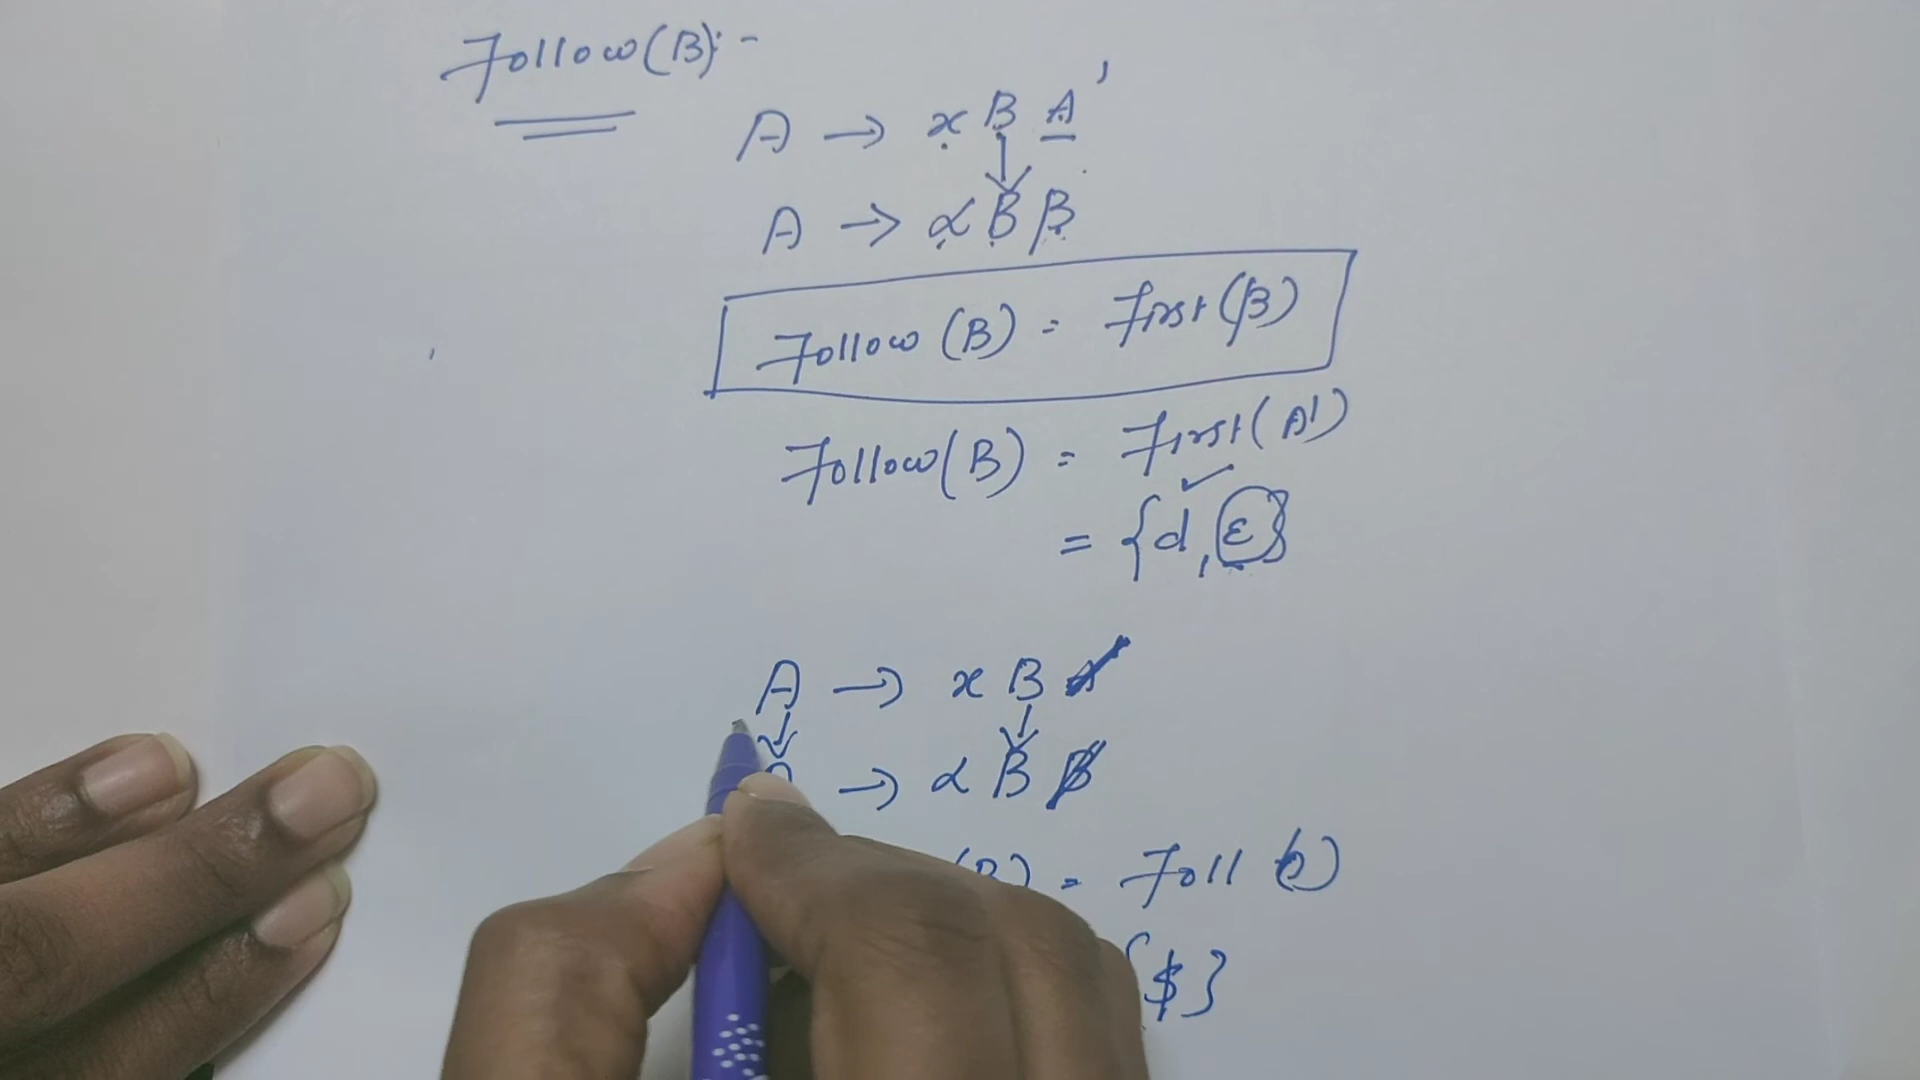 Follow(B):-
A → x B A'
A → α B β
Follow (B) = First (β)
Follow(B) = First(A')
= {d, ε}
A → x B
→ α B β
(B) = Foll
{$}